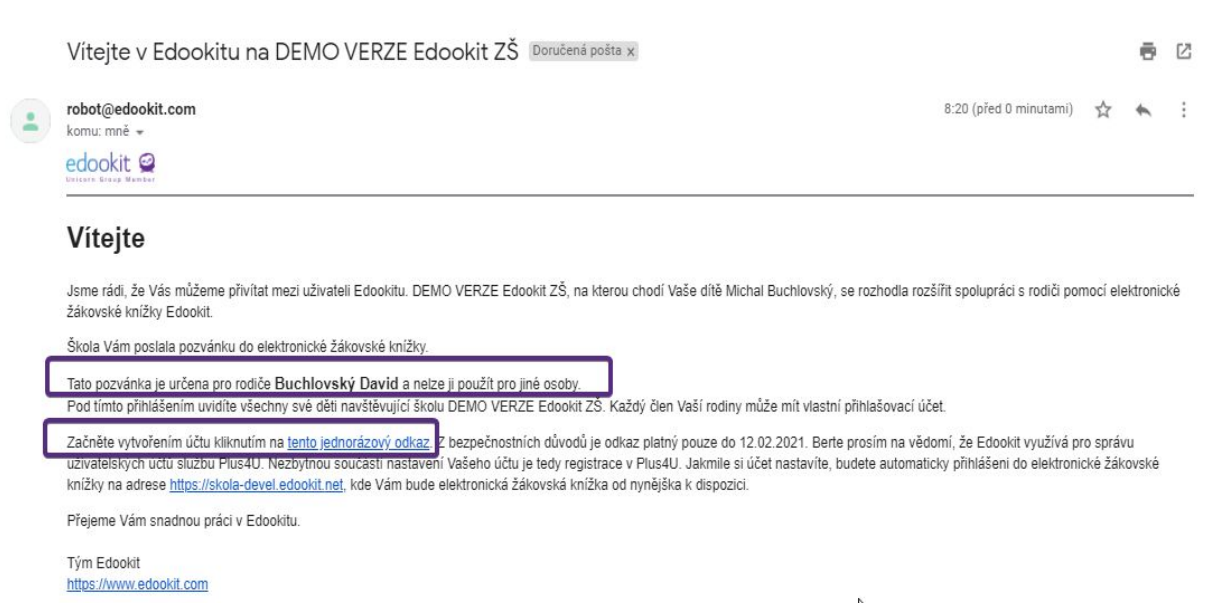 Vítejte v Edookitu na DEMO VERZE Edookit ZŠ Doručená pošta x
robot@edookit.com 8:20 (před 0 minutami)
komu: mně
edookit
Unicorn Group Member
Vítejte
Jsme rádi, že Vás můžeme přivítat mezi uživateli Edookitu. DEMO VERZE Edookit ZŠ, na kterou chodí Vaše dítě Michal Buchlovský, se rozhodla rozšířit spolupráci s rodiči pomocí elektronické
žákovské knížky Edookit.
Škola Vám poslala pozvánku do elektronické žákovské knížky.
Tato pozvánka je určena pro rodiče Buchlovský David a nelze ji použít pro jiné osoby.
Pod tímto přihlášením uvidíte všechny své děti navštěvující školu DEMO VERZE Edookit ZŠ. Každý člen Vaší rodiny může mít vlastní přihlašovací účet.
Začněte vytvořením účtu kliknutím na tento jednorázový odkaz. Z bezpečnostních důvodů je odkaz platný pouze do 12.02.2021. Berte prosím na vědomí, že Edookit využívá pro správu
uživatelských účtů službu Plus4U. Nezbytnou součástí nastavení Vašeho účtu je tedy registrace v Plus4U. Jakmile si účet nastavíte, budete automaticky přihlášeni do elektronické žákovské
knížky na adrese https://skola-devel.edookit.net, kde Vám bude elektronická žákovská knížka od nynějška k dispozici.
Přejeme Vám snadnou práci v Edookitu.
Tým Edookit
https://www.edookit.com